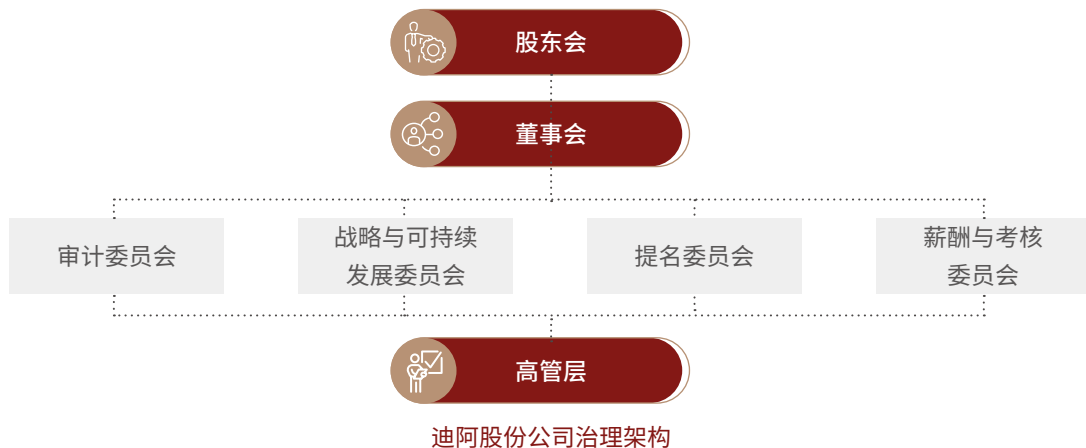 股东会
董事会
审计委员会
战略与可持续
发展委员会
提名委员会
薪酬与考核
委员会
高管层
迪阿股份公司治理架构